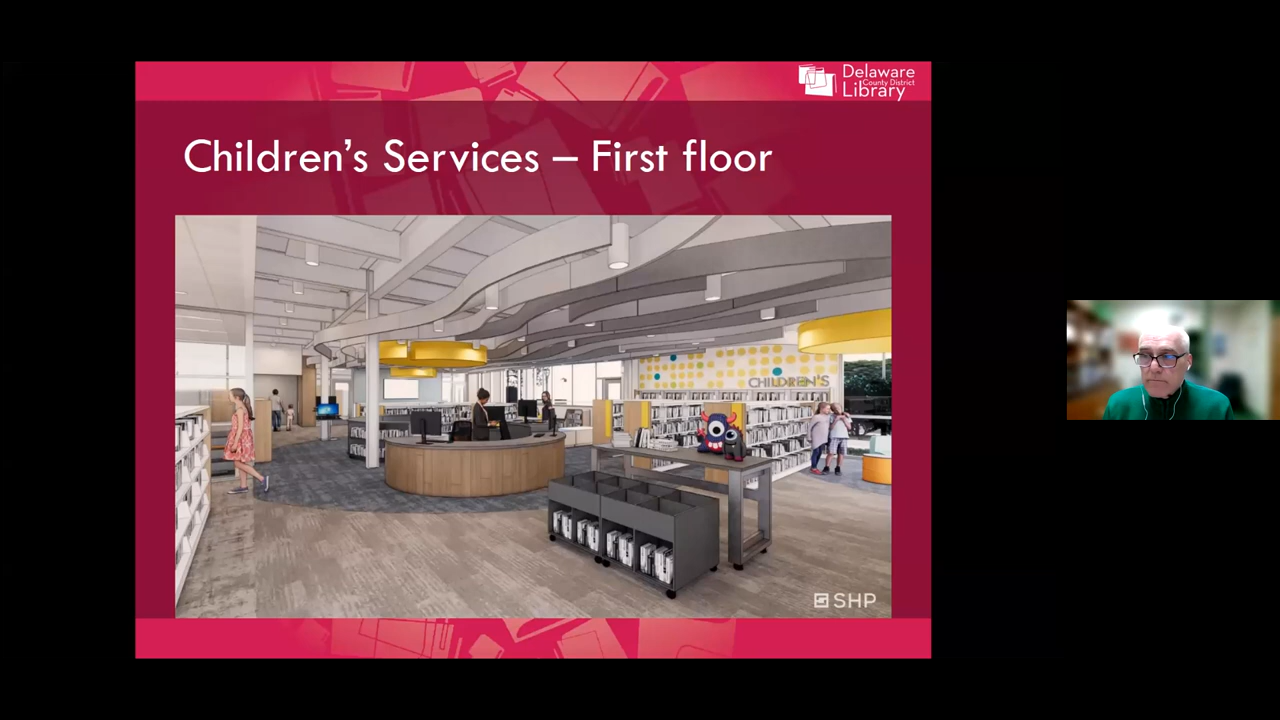 Delaware
County District
Library
Children's Services – First floor
CHILDREN'S
SHP